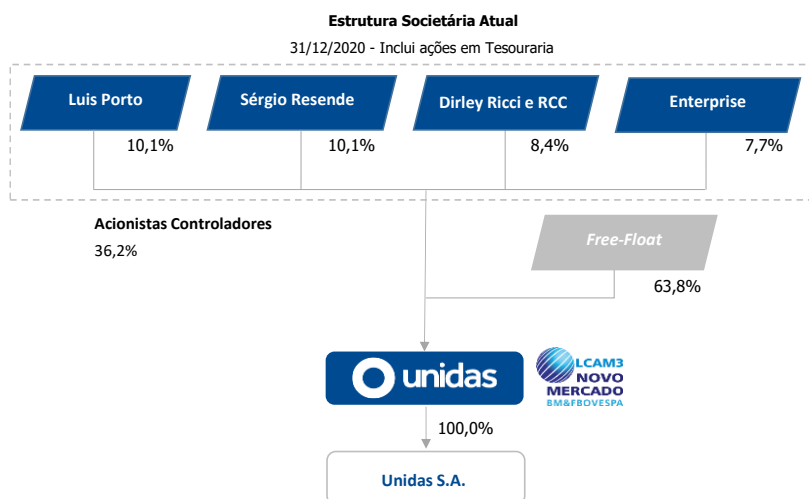 Estrutura Societária Atual
31/12/2020 - Inclui ações em Tesouraria
Luis Porto
Sérgio Resende
Dirley Ricci e RCC
Enterprise
10,1%
10,1%
8,4%
7,7%
Acionistas Controladores
36,2%
Free-Float
63,8%
unidas
LCAM3
NOVO
MERCADO
BM&FBOVESPA
100,0%
Unidas S.A.